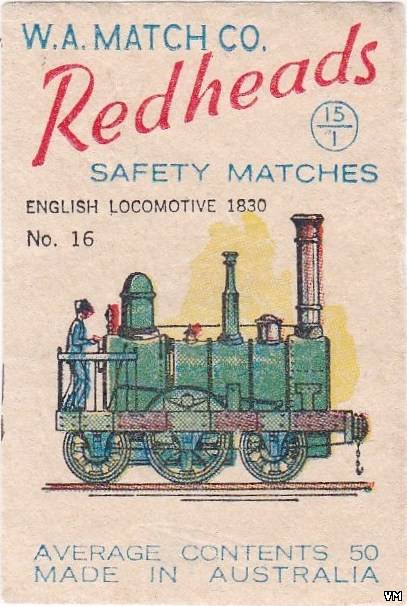 W.A. MATCH CO.
Redheads
15
1
SAFETY MATCHES
ENGLISH LOCOMOTIVE 1830
No. 16
AVERAGE CONTENTS 50
MADE IN AUSTRALIA
VM